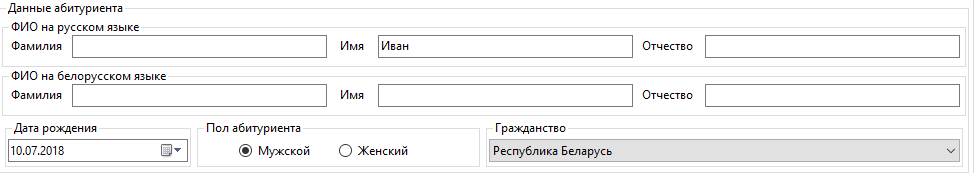 Данные абитуриента
ФИО на русском языке
Фамилия Имя Иван Отчество
ФИО на белорусском языке
Фамилия Имя Отчество
Дата рождения Пол абитуриента Гражданство
10.07.2018 Мужской Женский Республика Беларусь